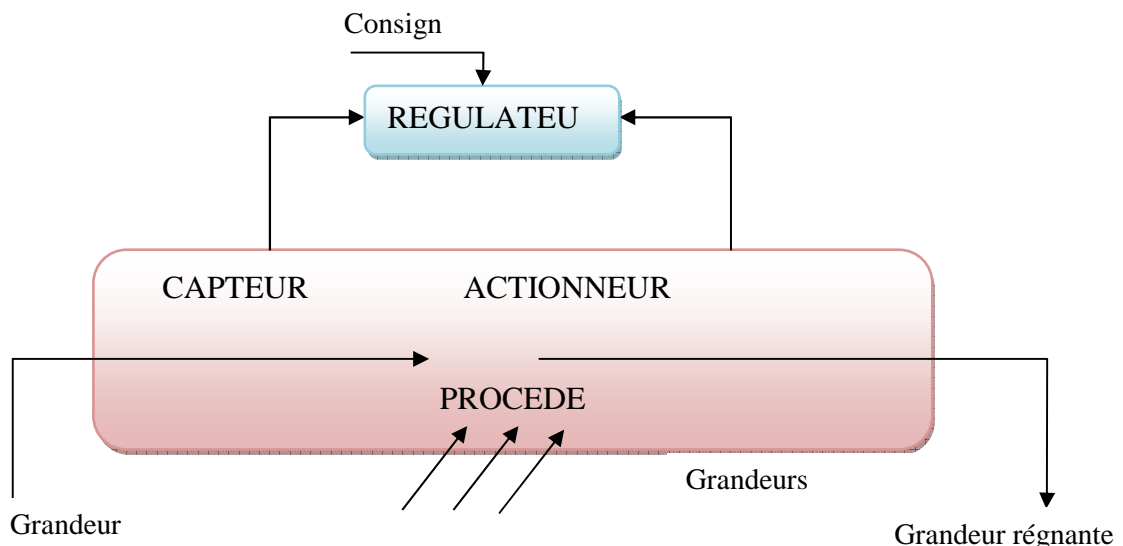 Consign
REGULATEU
CAPTEUR ACTIONNEUR
PROCEDE
Grandeurs
Grandeur
Grandeur régnante